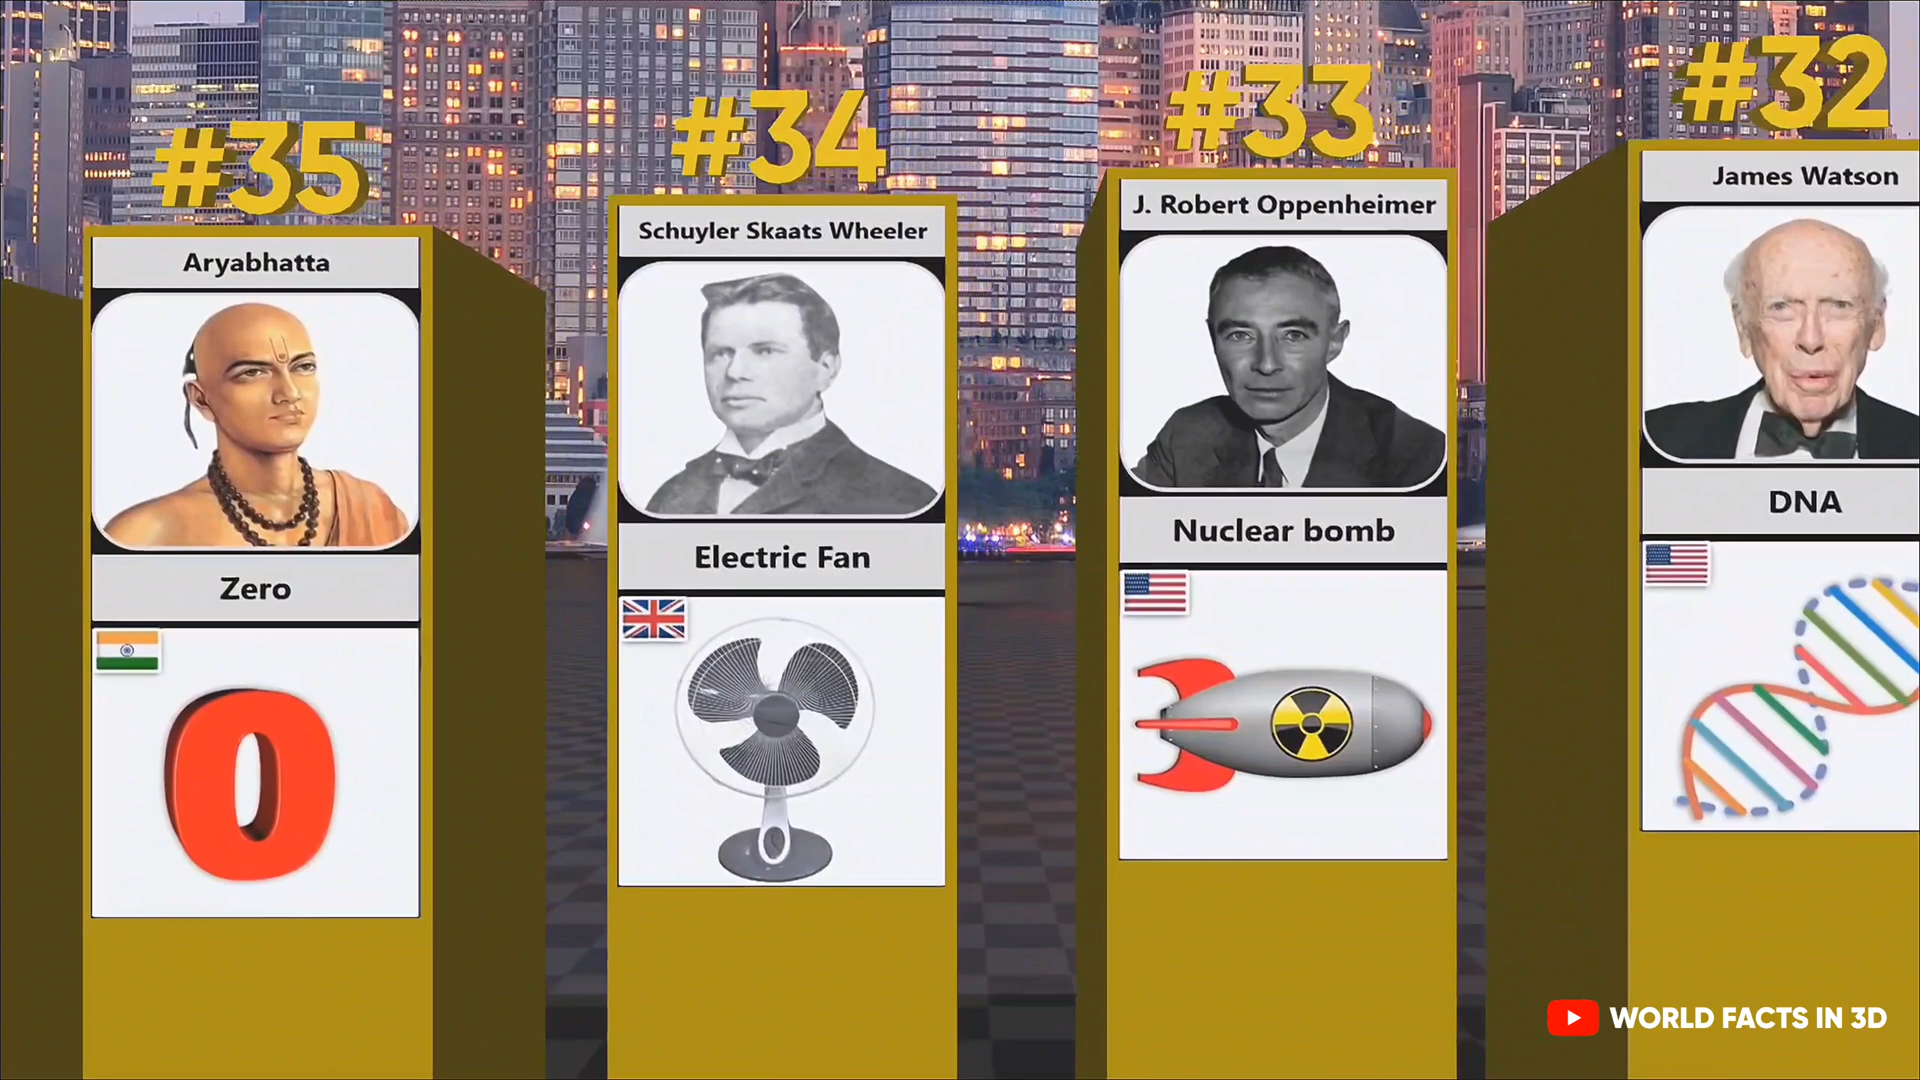 #35
Aryabhatta
Zero
0
#34
Schuyler Skaats Wheeler
Electric Fan
#33
J. Robert Oppenheimer
Nuclear bomb
#32
James Watson
DNA
WORLD FACTS IN 3D